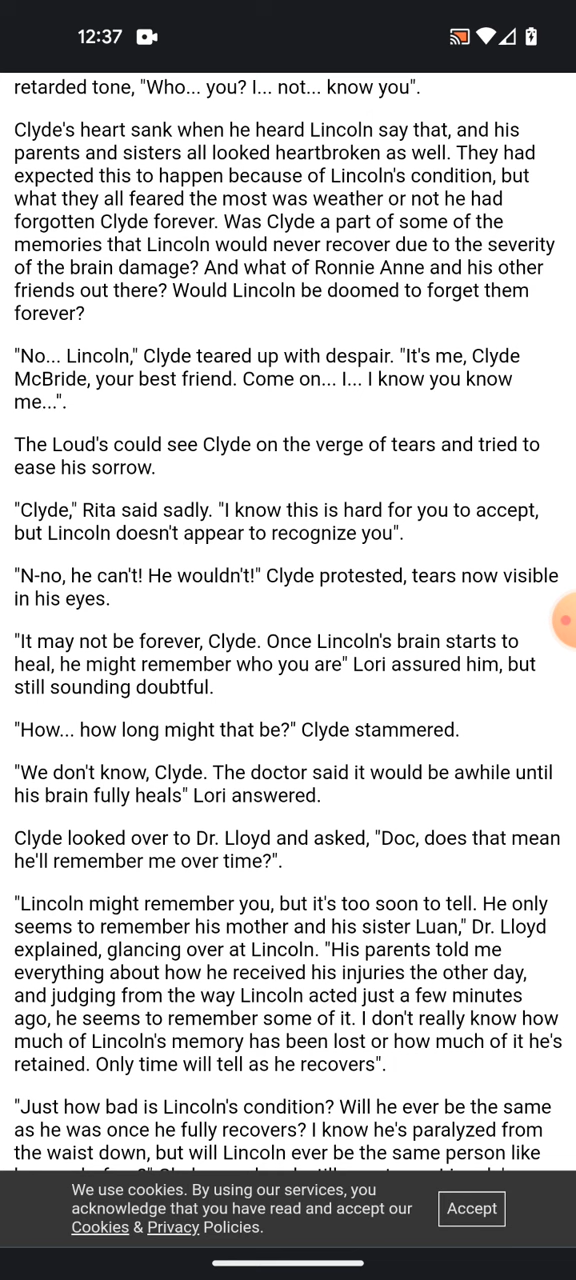 12:37
retarded tone, "Who... you? I... not... know you".
Clyde's heart sank when he heard Lincoln say that, and his
parents and sisters all looked heartbroken as well. They had
expected this to happen because of Lincoln's condition, but
what they all feared the most was weather or not he had
forgotten Clyde forever. Was Clyde a part of some of the
memories that Lincoln would never recover due to the severity
of the brain damage? And what of Ronnie Anne and his other
friends out there? Would Lincoln be doomed to forget them
forever?
"No... Lincoln," Clyde teared up with despair. "It's me, Clyde
McBride, your best friend. Come on... I... I know you know
me...".
The Loud's could see Clyde on the verge of tears and tried to
ease his sorrow.
"Clyde," Rita said sadly. "I know this is hard for you to accept,
but Lincoln doesn't appear to recognize you".
"N-no, he can't! He wouldn't!" Clyde protested, tears now visible
in his eyes.
"It may not be forever, Clyde. Once Lincoln's brain starts to
heal, he might remember who you are" Lori assured him, but
still sounding doubtful.
"How... how long might that be?" Clyde stammered.
"We don't know, Clyde. The doctor said it would be awhile until
his brain fully heals" Lori answered.
Clyde looked over to Dr. Lloyd and asked, "Doc, does that mean
he'll remember me over time?".
"Lincoln might remember you, but it's too soon to tell. He only
seems to remember his mother and his sister Luan," Dr. Lloyd
explained, glancing over at Lincoln. "His parents told me
everything about how he received his injuries the other day,
and judging from the way Lincoln acted just a few minutes
ago, he seems to remember some of it. I don't really know how
much of Lincoln's memory has been lost or how much of it he's
retained. Only time will tell as he recovers".
"Just how bad is Lincoln's condition? Will he ever be the same
as he was once he fully recovers? I know he's paralyzed from
the waist down, but will Lincoln ever be the same person like
We use cookies. By using our services, you
acknowledge that you have read and accept our
Cookies & Privacy Policies.
Accept